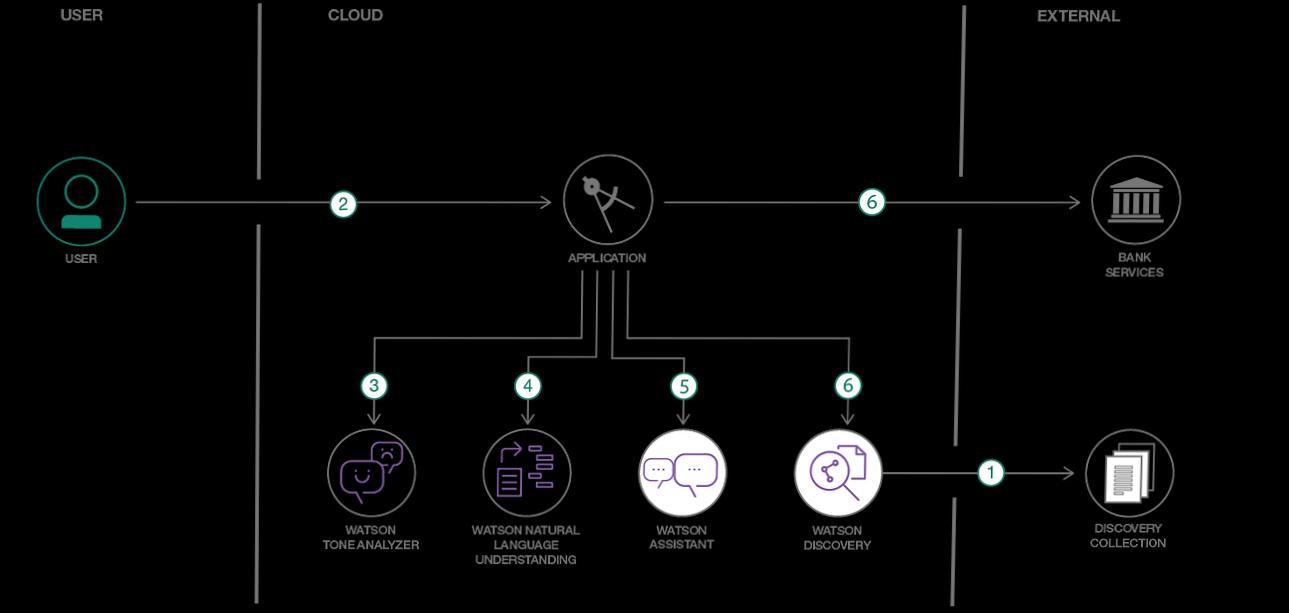 USER
CLOUD
EXTERNAL
2
6
USER
APPLICATION
BANK
SERVICES
3
4
5
6
1
WATSON
TONE ANALYZER
WATSON NATURAL
LANGUAGE
UNDERSTANDING
WATSON
ASSISTANT
WATSON
DISCOVERY
DISCOVERY
COLLECTION